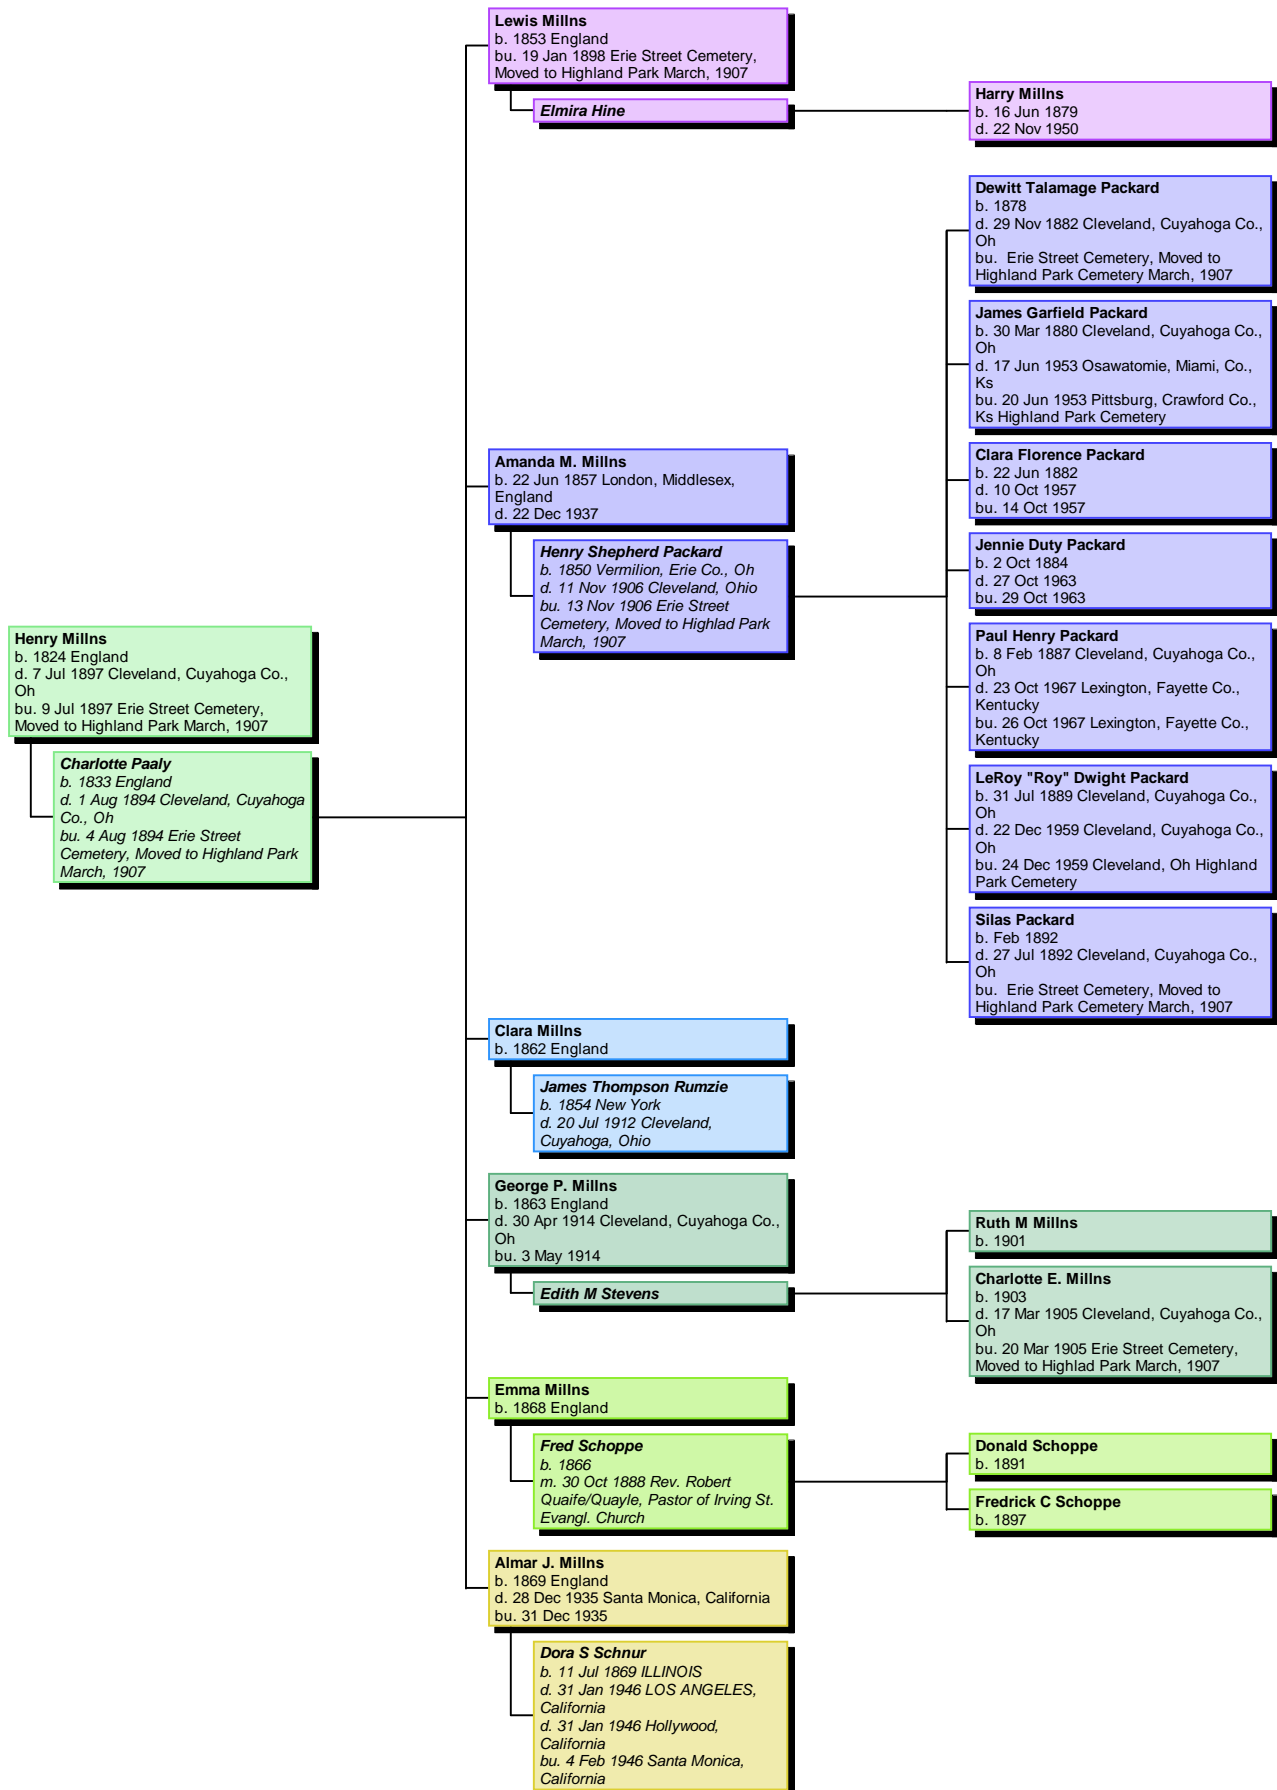 Lewis Millns
b. 1853 England
bu. 19 Jan 1898 Erie Street Cemetery,
Moved to Highland Park March, 1907
Elmira Hine
Harry Millns
b. 16 Jun 1879
d. 22 Nov 1950
Dewitt Talamage Packard
b. 1878
d. 29 Nov 1882 Cleveland, Cuyahoga Co.,
Oh
bu.  Erie Street Cemetery, Moved to
Highland Park Cemetery March, 1907
James Garfield Packard
b. 30 Mar 1880 Cleveland, Cuyahoga Co.,
Oh
d. 17 Jun 1953 Osawatomie, Miami, Co.,
Ks
bu. 20 Jun 1953 Pittsburg, Crawford Co.,
Ks Highland Park Cemetery
Amanda M. Millns
b. 22 Jun 1857 London, Middlesex,
England
d. 22 Dec 1937
Henry Shepherd Packard
b. 1850 Vermilion, Erie Co., Oh
d. 11 Nov 1906 Cleveland, Ohio
bu. 13 Nov 1906 Erie Street
Cemetery, Moved to Highlad Park
March, 1907
Clara Florence Packard
b. 22 Jun 1882
d. 10 Oct 1957
bu. 14 Oct 1957
Jennie Duty Packard
b. 2 Oct 1884
d. 27 Oct 1963
bu. 29 Oct 1963
Paul Henry Packard
b. 8 Feb 1887 Cleveland, Cuyahoga Co.,
Oh
d. 23 Oct 1967 Lexington, Fayette Co.,
Kentucky
bu. 26 Oct 1967 Lexington, Fayette Co.,
Kentucky
Henry Millns
b. 1824 England
d. 7 Jul 1897 Cleveland, Cuyahoga Co.,
Oh
bu. 9 Jul 1897 Erie Street Cemetery,
Moved to Highland Park March, 1907
Charlotte Paaly
b. 1833 England
d. 1 Aug 1894 Cleveland, Cuyahoga
Co., Oh
bu. 4 Aug 1894 Erie Street
Cemetery, Moved to Highland Park
March, 1907
LeRoy "Roy" Dwight Packard
b. 31 Jul 1889 Cleveland, Cuyahoga Co.,
Oh
d. 22 Dec 1959 Cleveland, Cuyahoga Co.,
Oh
bu. 24 Dec 1959 Cleveland, Oh Highland
Park Cemetery
Silas Packard
b. Feb 1892
d. 27 Jul 1892 Cleveland, Cuyahoga Co.,
Oh
bu.  Erie Street Cemetery, Moved to
Highland Park Cemetery March, 1907
Clara Millns
b. 1862 England
James Thompson Rumzie
b. 1854 New York
d. 20 Jul 1912 Cleveland,
Cuyahoga, Ohio
George P. Millns
b. 1863 England
d. 30 Apr 1914 Cleveland, Cuyahoga Co.,
Oh
bu. 3 May 1914
Edith M Stevens
Ruth M Millns
b. 1901
Charlotte E. Millns
b. 1903
d. 17 Mar 1905 Cleveland, Cuyahoga Co.,
Oh
bu. 20 Mar 1905 Erie Street Cemetery,
Moved to Highlad Park March, 1907
Emma Millns
b. 1868 England
Fred Schoppe
b. 1866
m. 30 Oct 1888 Rev. Robert
Quaife/Quayle, Pastor of Irving St.
Evangl. Church
Donald Schoppe
b. 1891
Fredrick C Schoppe
b. 1897
Almar J. Millns
b. 1869 England
d. 28 Dec 1935 Santa Monica, California
bu. 31 Dec 1935
Dora S Schnur
b. 11 Jul 1869 ILLINOIS
d. 31 Jan 1946 LOS ANGELES,
California
d. 31 Jan 1946 Hollywood,
California
bu. 4 Feb 1946 Santa Monica,
California